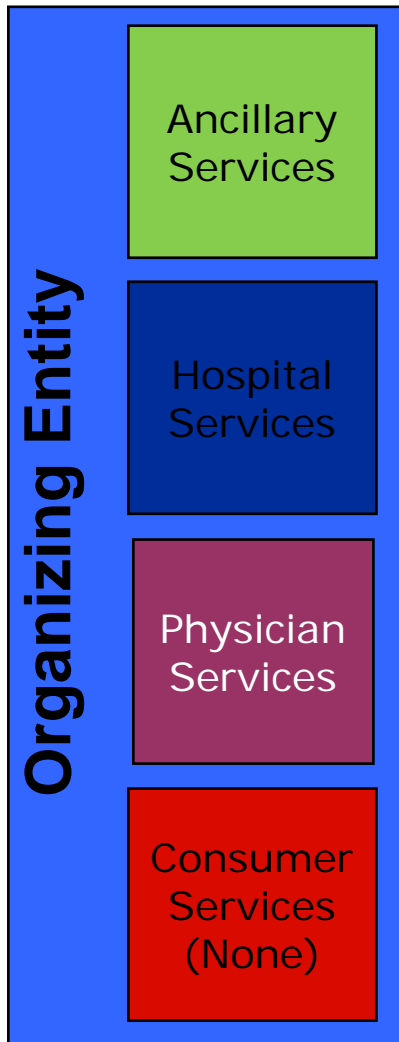 Organizing Entity
Ancillary
Services
Hospital
Services
Physician
Services
Consumer
Services
(None)